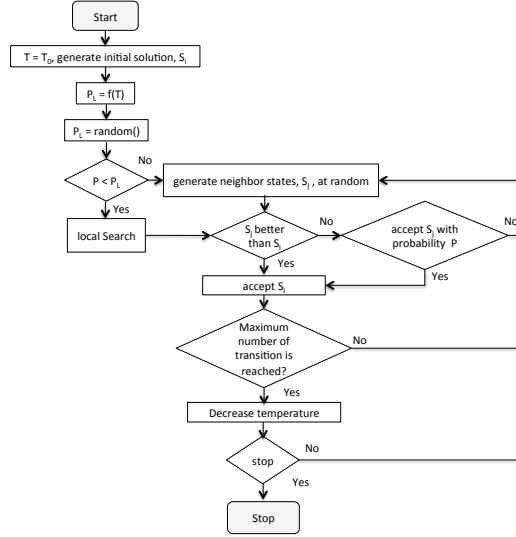 Start
T = T0, generate initial solution, Si
PL = f(T)
PL = random()
P < PL
No
Yes
generate neighbor states, Sj , at random
local Search
Sj better
than Si
No
Yes
accept Sj with
probability P
No
Yes
accept Si
Maximum
number of
transition is
reached?
No
Yes
Decrease temperature
stop
No
Yes
Stop